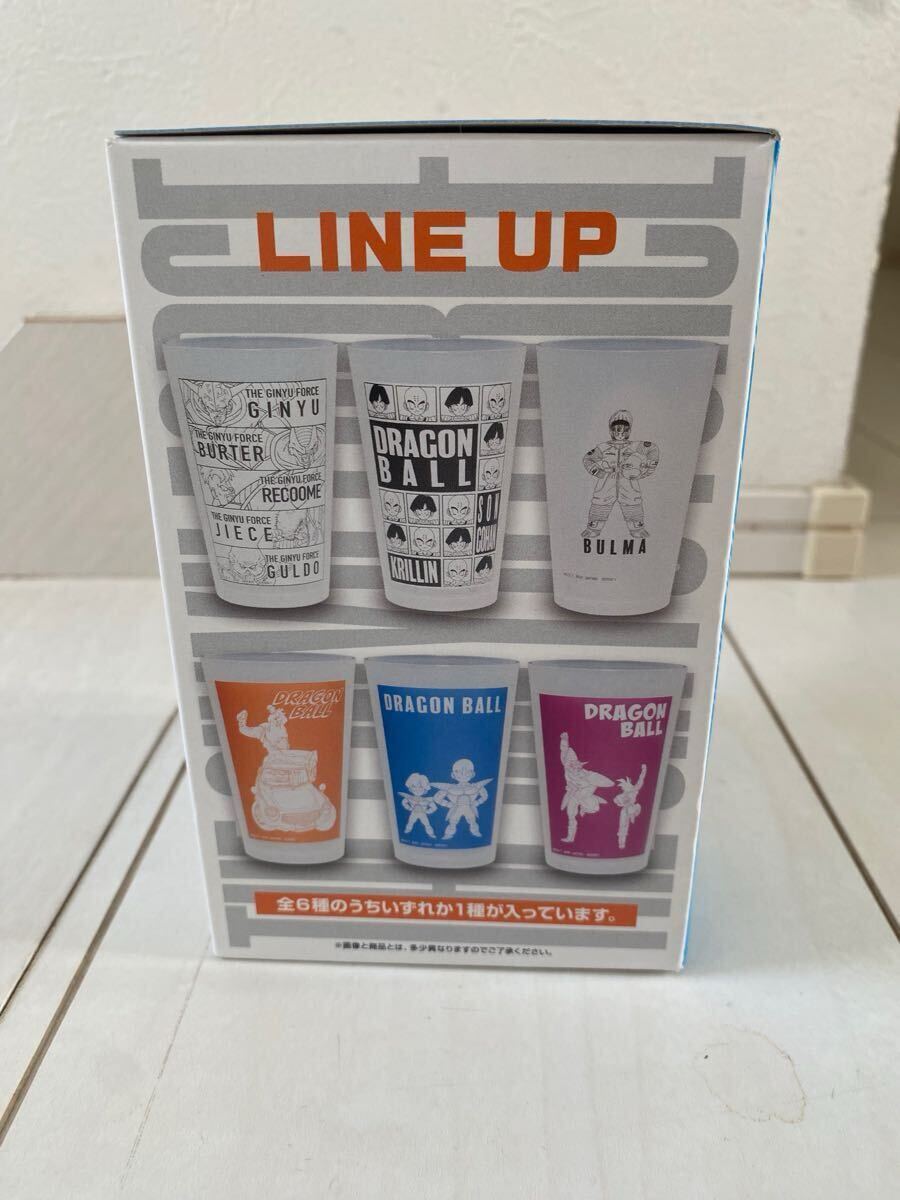 LINE UP
THE GINYU FORCE
GINYU
THE GINYU FORCE
BURTER
THE GINYU FORCE
RECOOME
THE GINYU FORCE
JIECE
THE GINYU FORCE
GULDO
DRAGON
BALL
SON
GOHAN
KRILLIN
BULMA
DRAGON
BALL
DRAGON BALL
DRAGON
BALL
全6種のうちいずれか1種が入っています。
※画像と商品とは、多少異なりますのでご了承ください。